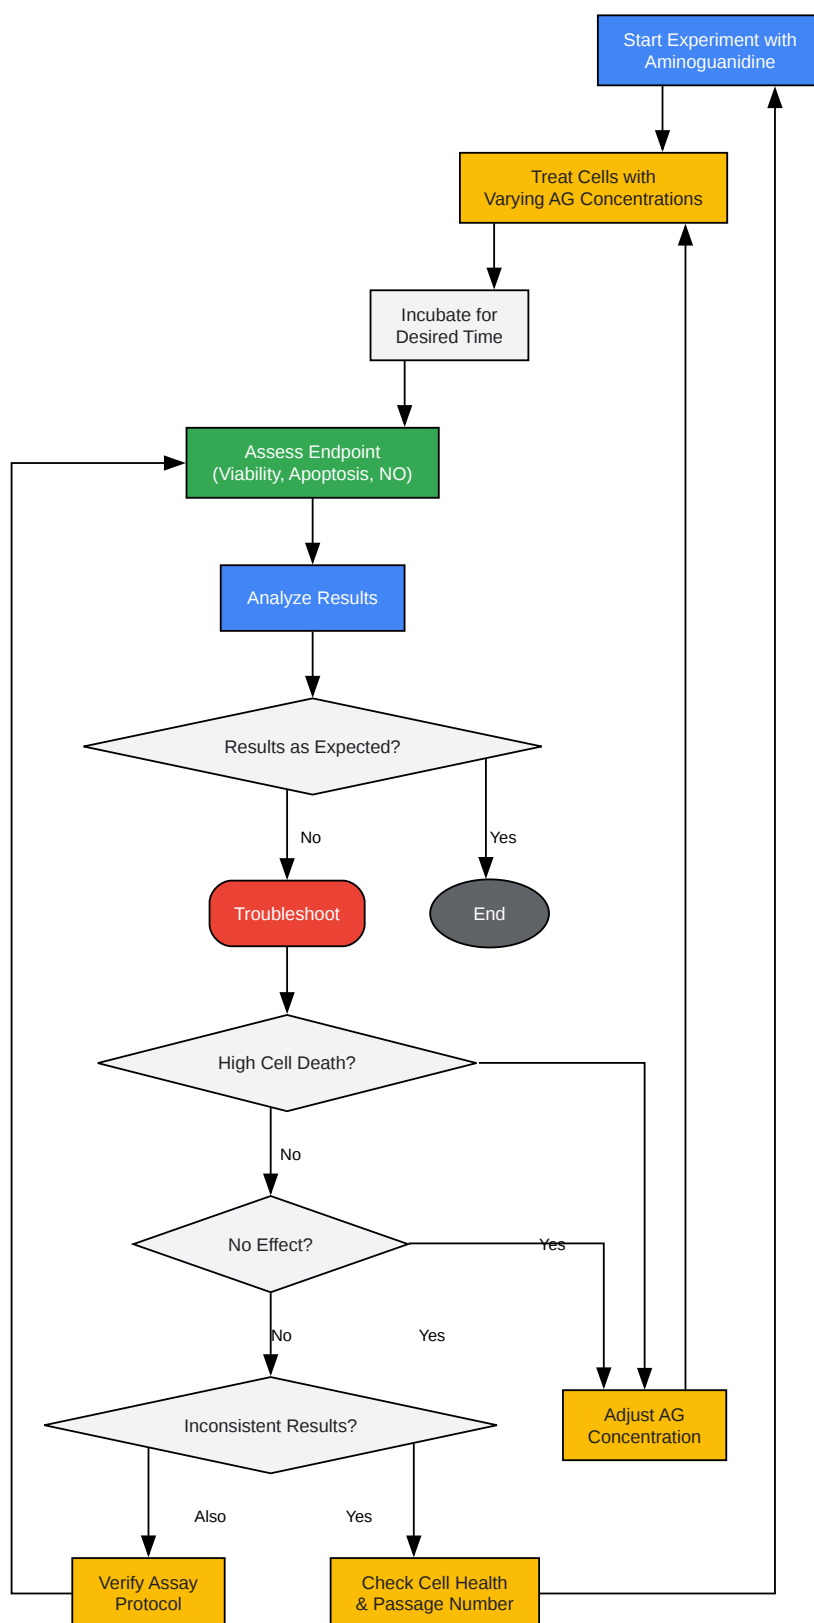 Start Experiment with
Aminoguanidine
Treat Cells with
Varying AG Concentrations
Incubate for
Desired Time
Assess Endpoint
(Viability, Apoptosis, NO)
Analyze Results
Results as Expected?
No
Yes
Troubleshoot
End
High Cell Death?
No
No Effect?
Yes
No
Yes
Inconsistent Results?
Adjust AG
Concentration
Also
Yes
Verify Assay
Protocol
Check Cell Health
& Passage Number